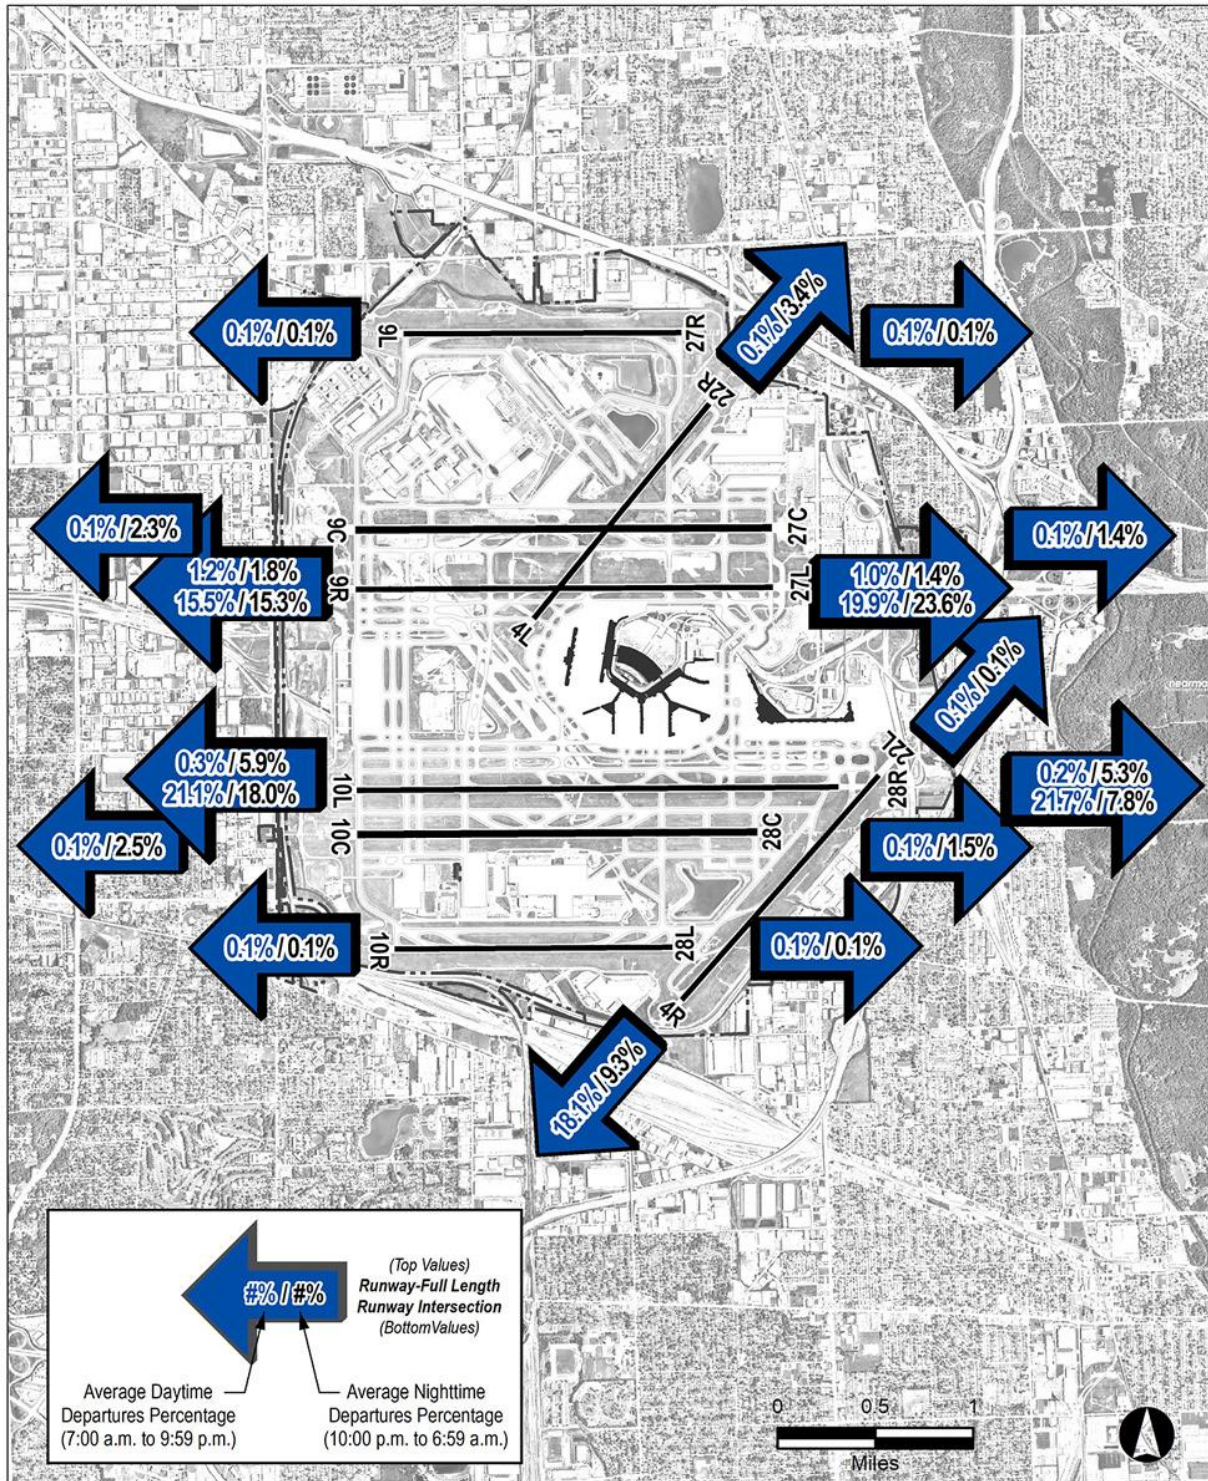 0.1% / 3.4%
0.1% / 0.1%
9L
27R
0.1% / 0.1%
22R
0.1% / 2.3%
9C
27C
0.1% / 1.4%
1.2% / 1.8%
15.5% / 15.3%
9R
27L
1.0% / 1.4%
19.9% / 23.6%
4L
0.1% / 0.1%
nearmap
22L
0.3% / 5.9%
21.1% / 18.0%
10L
28R
0.2% / 5.3%
21.7% / 7.8%
0.1% / 2.5%
10C
28C
0.1% / 1.5%
0.1% / 0.1%
10R
28L
0.1% / 0.1%
4R
18.1% / 9.3%
#% / #%
(Top Values)
Runway-Full Length
Runway Intersection
(BottomValues)
Average Daytime
Departures Percentage
(7:00 a.m. to 9:59 p.m.)
Average Nighttime
Departures Percentage
(10:00 p.m. to 6:59 a.m.)
0 0.5 1
Miles